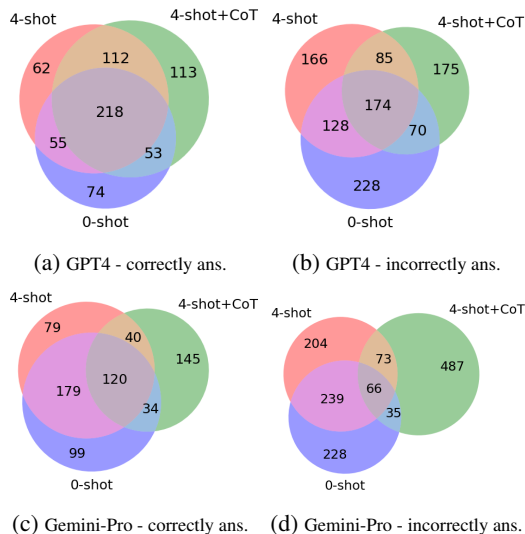 4-shot
4-shot+CoT
62
112
113
218
55
53
74
0-shot
(a) GPT4 - correctly ans.
4-shot
4-shot+CoT
166
85
175
174
128
70
228
0-shot
(b) GPT4 - incorrectly ans.
4-shot
4-shot+CoT
79
40
145
179
120
34
99
0-shot
(c) Gemini-Pro - correctly ans.
4-shot
4-shot+CoT
204
73
487
66
239
35
228
0-shot
(d) Gemini-Pro - incorrectly ans.